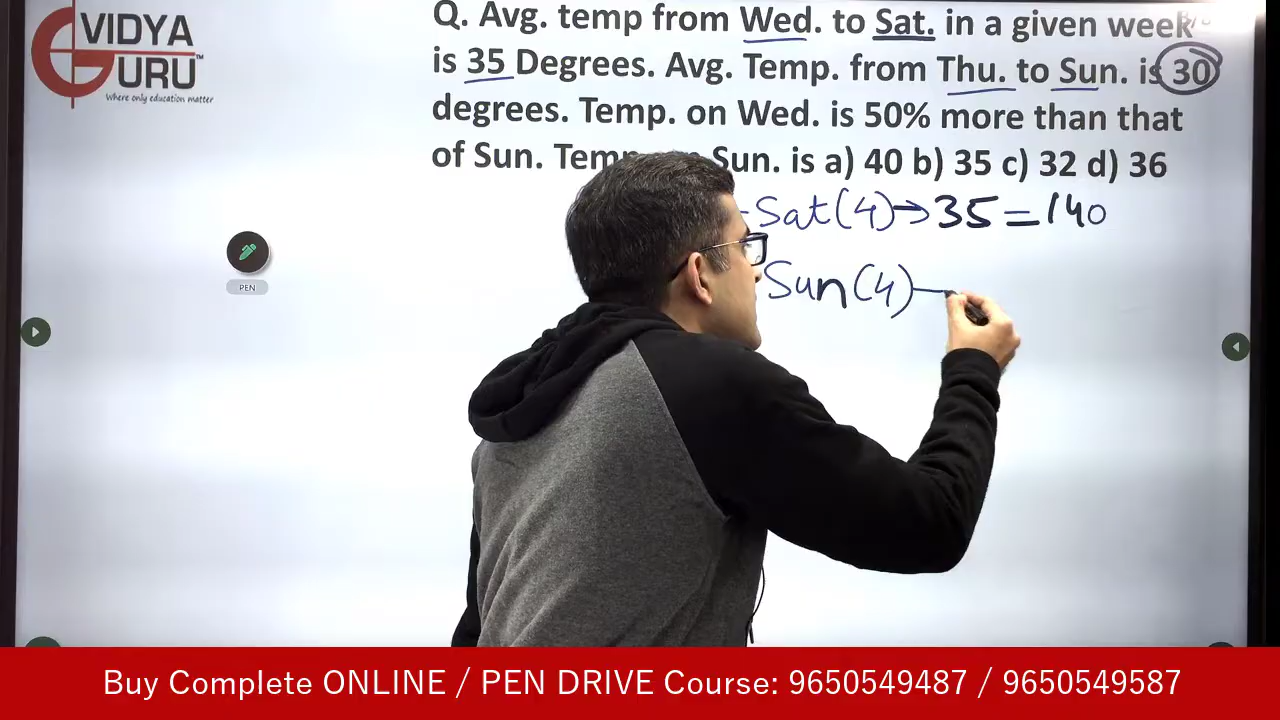 VIDYA
GURU
TM
Where only education matter
Q. Avg. temp from Wed. to Sat. in a given week
is 35 Degrees. Avg. Temp. from Thu. to Sun. is 30
degrees. Temp. on Wed. is 50% more than that
of Sun. Sun. is a) 40 b) 35 c) 32 d) 36
Sat(4)→35=140
Sun(4)
PEN
Buy Complete ONLINE / PEN DRIVE Course: 9650549487 / 9650549587